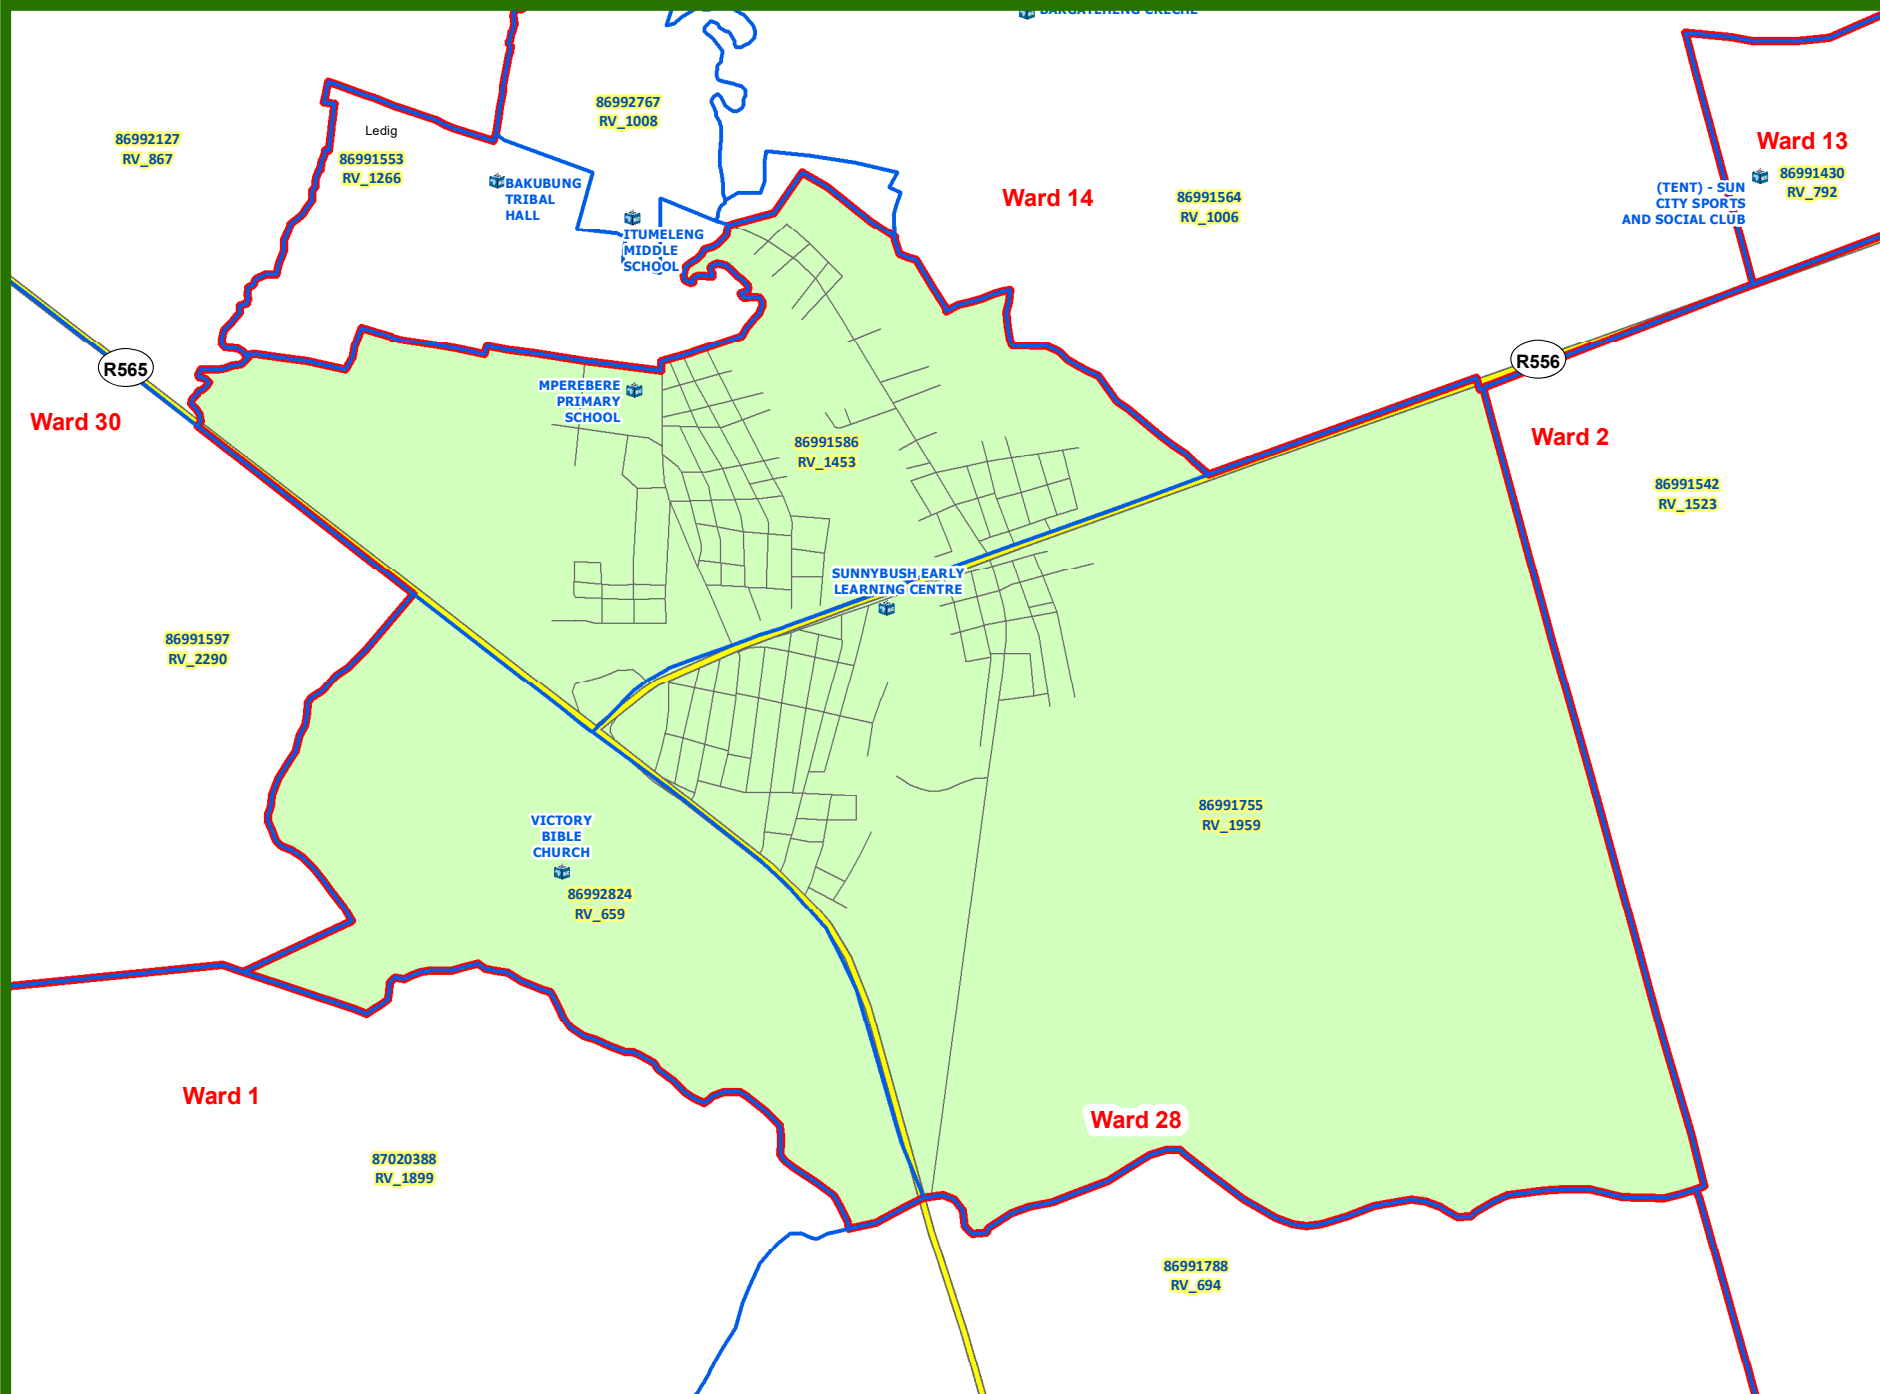 BAKGATEHENG CRECHE
86992767
RV_1008
86992127
RV_867
Ledig
86991553
RV_1266
BAKUBUNG
TRIBAL
HALL
ITUMELENG
MIDDLE
SCHOOL
Ward 14
86991564
RV_1006
Ward 13
86991430
RV_792
(TENT) - SUN
CITY SPORTS
AND SOCIAL CLUB
R565
R556
Ward 30
MPEREBERE
PRIMARY
SCHOOL
86991586
RV_1453
Ward 2
86991542
RV_1523
SUNNYBUSH EARLY
LEARNING CENTRE
86991597
RV_2290
86991755
RV_1959
VICTORY
BIBLE
CHURCH
86992824
RV_659
Ward 1
Ward 28
87020388
RV_1899
86991788
RV_694